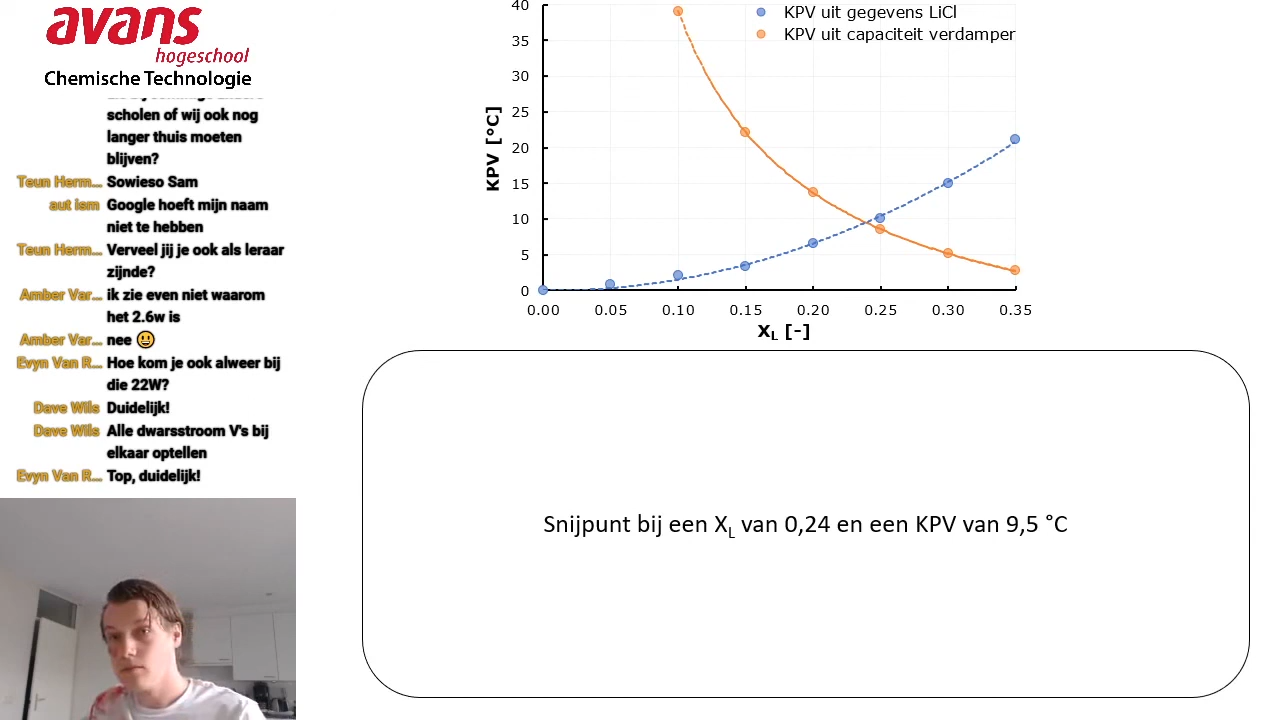 avans
hogeschool
Chemische Technologie
scholen of wij ook nog
langer thuis moeten
blijven?
Teun Herm... Sowieso Sam
aut ism Google hoeft mijn naam
niet te hebben
Teun Herm... Verveel jij je ook als leraar
zijnde?
Amber Var... ik zie even niet waarom
het 2.6w is
Amber Var... nee 😃
Evyn Van R... Hoe kom je ook alweer bij
die 22W?
Dave Wils Duidelijk!
Dave Wils Alle dwarsstroom V's bij
elkaar optellen
Evyn Van R... Top, duidelijk!
KPV uit gegevens LiCl
KPV uit capaciteit verdamper
KPV [°C]
40
35
30
25
20
15
10
5
0
0.00 0.05 0.10 0.15 0.20 0.25 0.30 0.35
X_L [-]
Snijpunt bij een X_L van 0,24 en een KPV van 9,5 °C